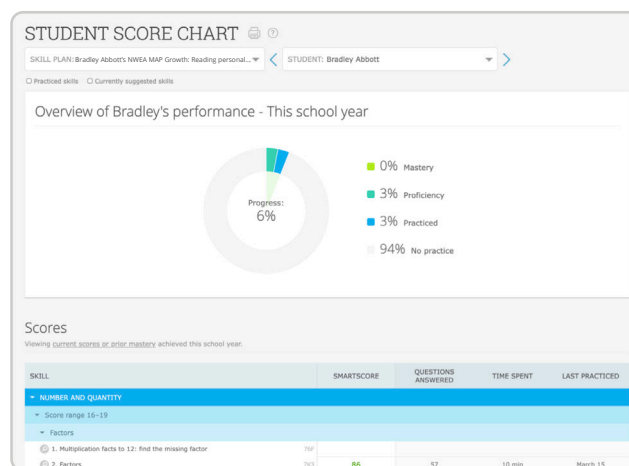 STUDENT SCORE CHART
SKILL PLAN: Bradley Abbott's NWEA MAP Growth: Reading personal... STUDENT: Bradley Abbott
Practiced skills Currently suggested skills
Overview of Bradley's performance - This school year
0% Mastery
3% Proficiency
Progress:
6%
3% Practiced
94% No practice
Scores
Viewing current scores or prior mastery achieved this school year.
SKILL SMARTSCORE QUESTIONS ANSWERED TIME SPENT LAST PRACTICED
NUMBER AND QUANTITY
Score range 16-19
Factors
1. Multiplication facts to 12: find the missing factor
2. Factors 86 57 10 min March 15